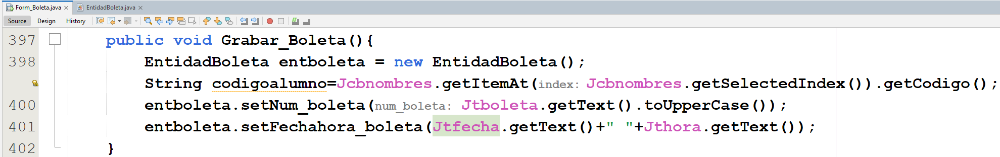 Form_Boleta.java × EntidadBoleta.java ×
Source Design History
397 public void Grabar_Boleta(){
398 EntidadBoleta entboleta = new EntidadBoleta();
String codigoalumno=Jcbnombres.getItemAt(index: Jcbnombres.getSelectedIndex()).getCodigo();
400 entboleta.setNum_boleta(num_boleta: Jtboleta.getText().toUpperCase());
401 entboleta.setFechahora_boleta(Jtfecha.getText()+" "+Jthora.getText());
402 }